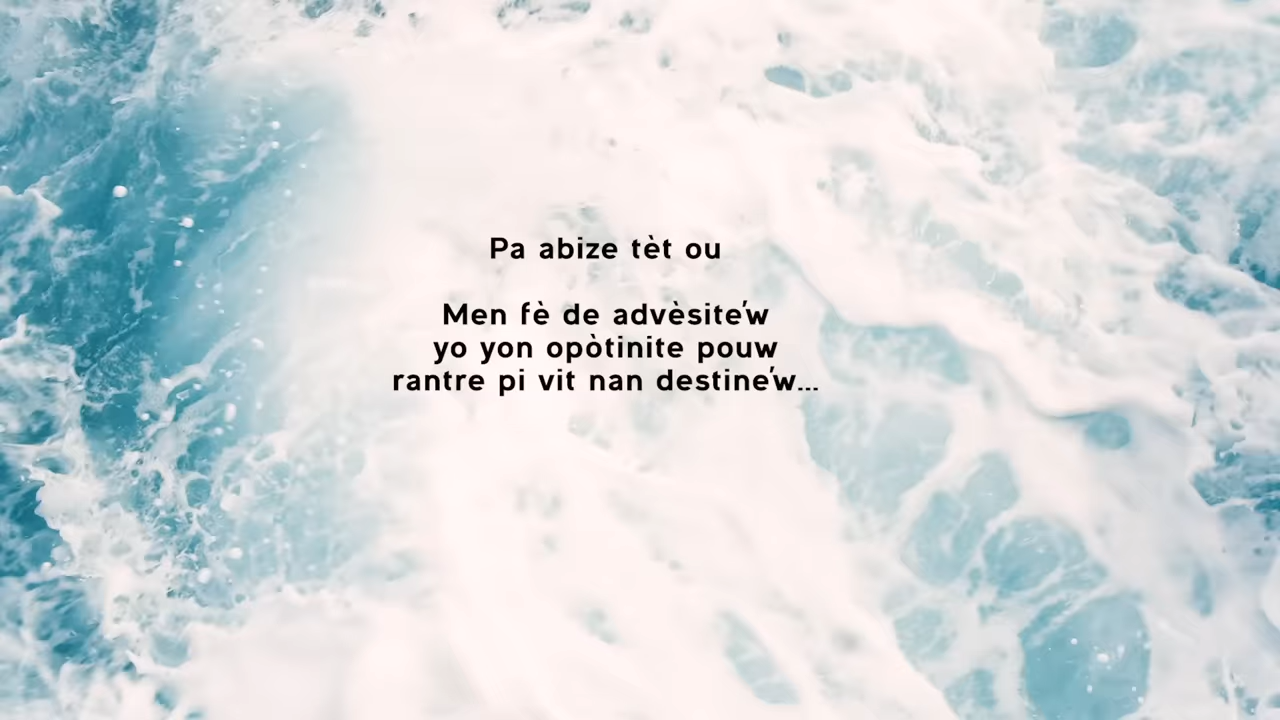 Pa abize tèt ou
Men fè de advèsite'w
yo yon opòtinite pouw
rantre pi vit nan destine'w...